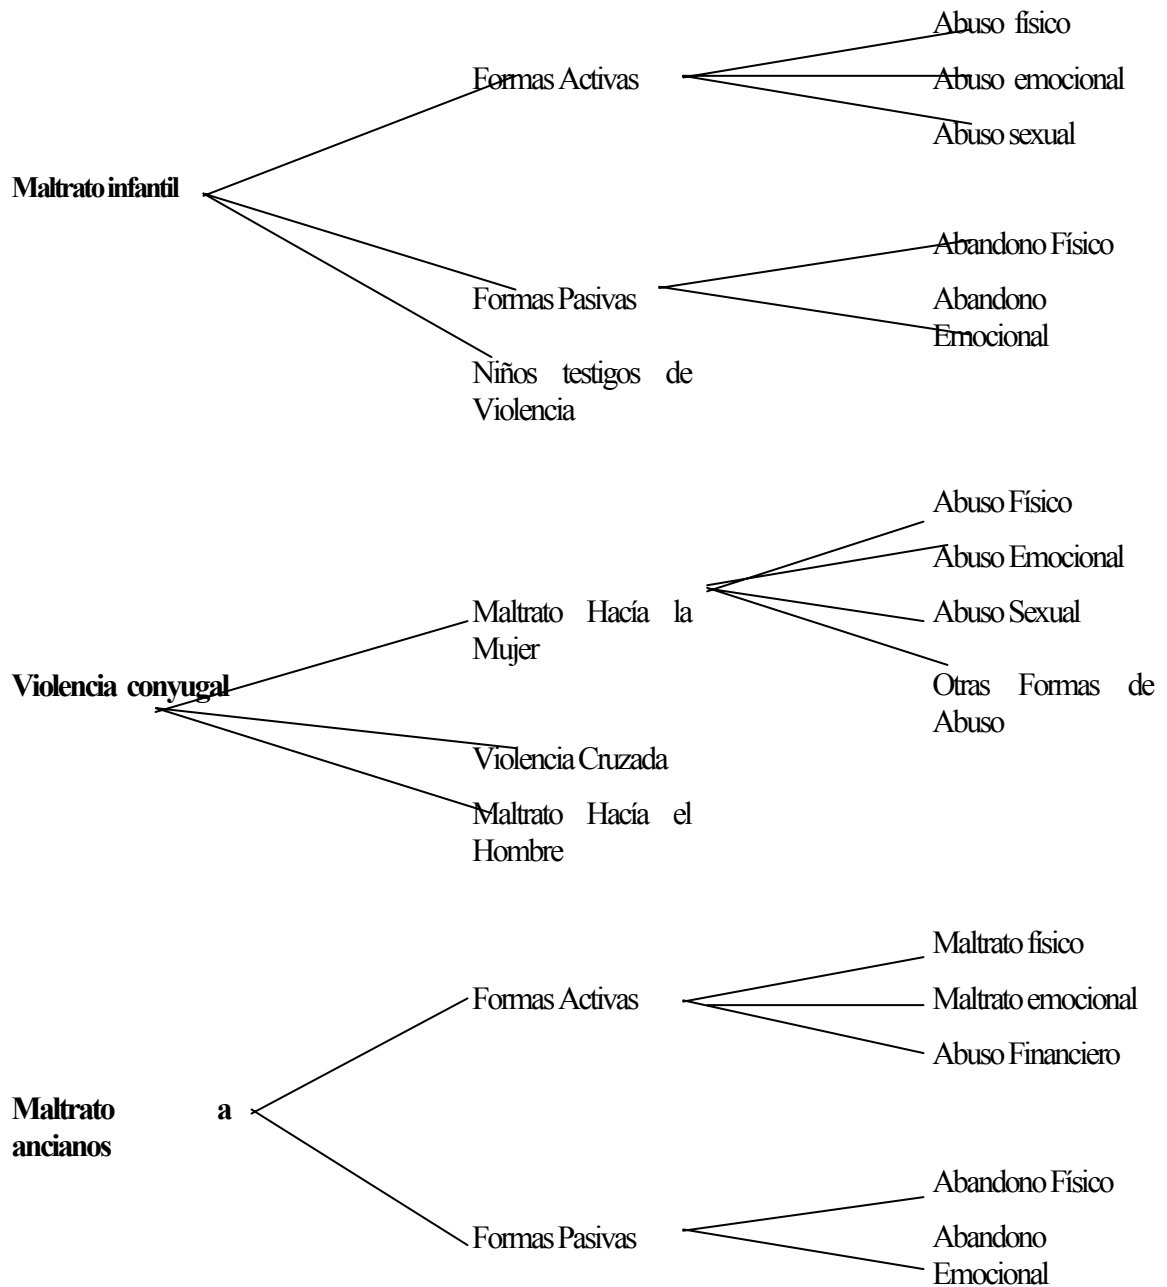 Abuso físico
Formas Activas
Abuso emocional
Abuso sexual
Maltrato infantil
Abandono Físico
Formas Pasivas
Abandono
Emocional
Niños testigos de
Violencia
Abuso Físico
Abuso Emocional
Maltrato Hacía la
Mujer
Abuso Sexual
Violencia conyugal
Otras Formas de
Abuso
Violencia Cruzada
Maltrato Hacía el
Hombre
Maltrato físico
Formas Activas
Maltrato emocional
Abuso Financiero
Maltrato a
ancianos
Abandono Físico
Formas Pasivas
Abandono
Emocional